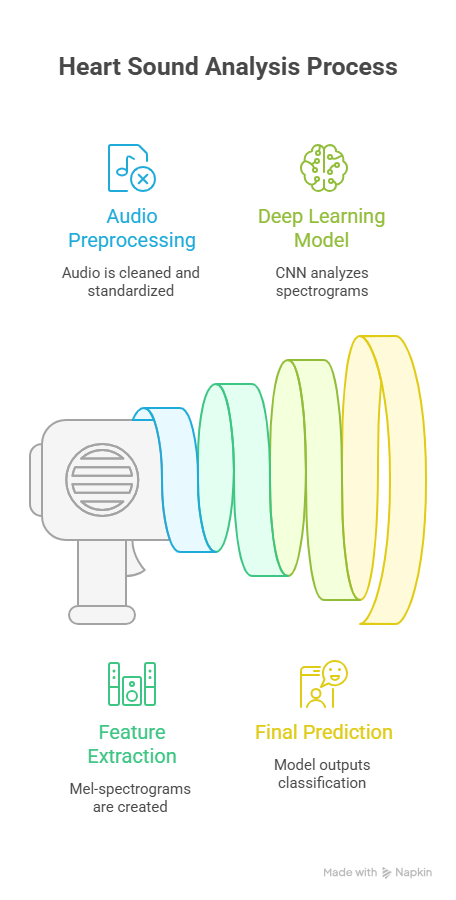 Heart Sound Analysis Process
Audio
Preprocessing
Audio is cleaned and
standardized
Deep Learning
Model
CNN analyzes
spectrograms
Feature
Extraction
Mel-spectrograms
are created
Final Prediction
Model outputs
classification
Made with Napkin